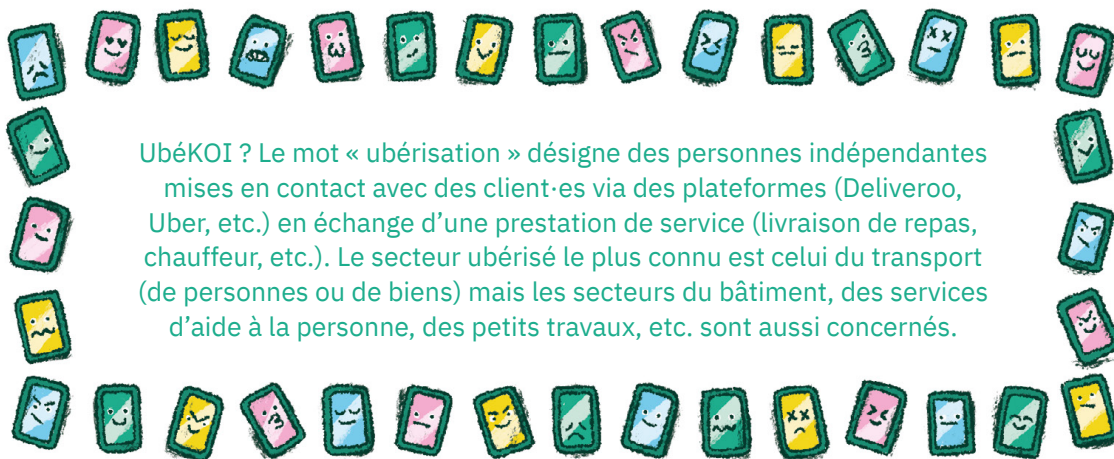 UbéKOI ? Le mot « ubérisation » désigne des personnes indépendantes
mises en contact avec des client·es via des plateformes (Deliveroo,
Uber, etc.) en échange d’une prestation de service (livraison de repas,
chauffeur, etc.). Le secteur ubérisé le plus connu est celui du transport
(de personnes ou de biens) mais les secteurs du bâtiment, des services
d’aide à la personne, des petits travaux, etc. sont aussi concernés.